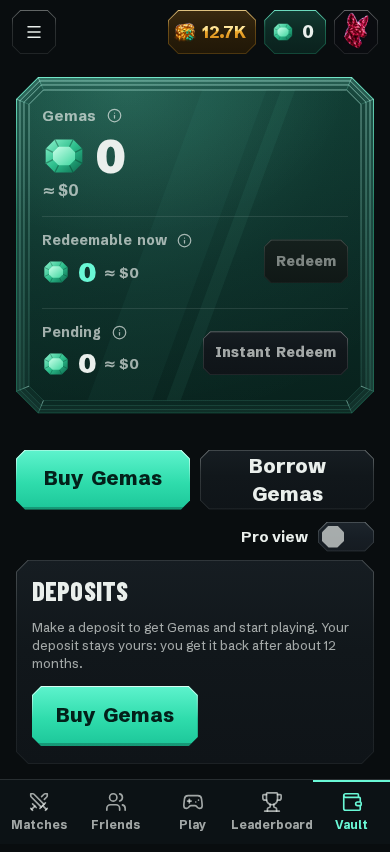 12.7K
0
Gemas
0
≈ $0
Redeemable now
0 ≈ $0
Redeem
Pending
0 ≈ $0
Instant Redeem
Buy Gemas
Borrow
Gemas
Pro view
DEPOSITS
Make a deposit to get Gemas and start playing. Your
deposit stays yours: you get it back after about 12
months.
Buy Gemas
Matches
Friends
Play
Leaderboard
Vault